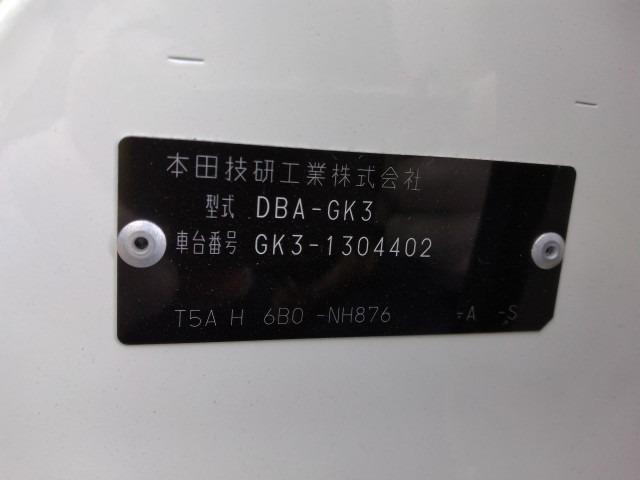 本田技研工業株式会社
型式 DBA-GK3
車台番号 GK3-1304402
T5A H 6B0 -NH876 -A -S